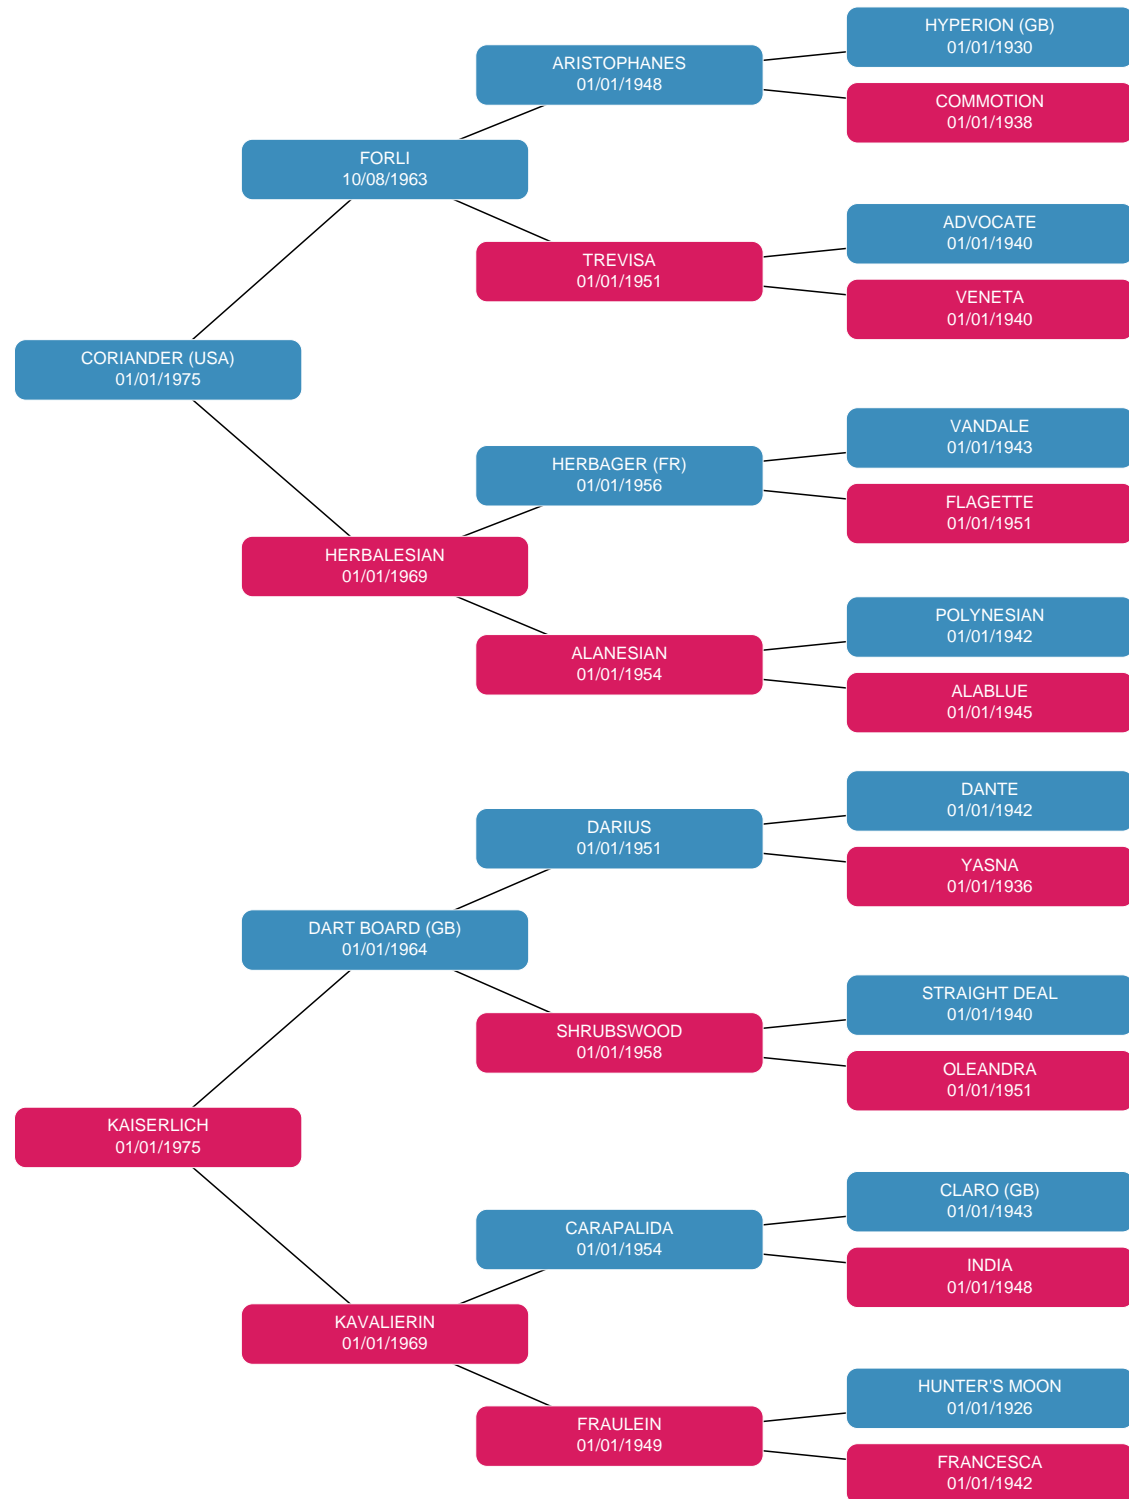 HYPERION (GB)
01/01/1930
ARISTOPHANES
01/01/1948
COMMOTION
01/01/1938
FORLI
10/08/1963
ADVOCATE
01/01/1940
TREVISA
01/01/1951
VENETA
01/01/1940
CORIANDER (USA)
01/01/1975
VANDALE
01/01/1943
HERBAGER (FR)
01/01/1956
FLAGETTE
01/01/1951
HERBALESIAN
01/01/1969
POLYNESIAN
01/01/1942
ALANESIAN
01/01/1954
ALABLUE
01/01/1945
DANTE
01/01/1942
DARIUS
01/01/1951
YASNA
01/01/1936
DART BOARD (GB)
01/01/1964
STRAIGHT DEAL
01/01/1940
SHRUBSWOOD
01/01/1958
OLEANDRA
01/01/1951
KAISERLICH
01/01/1975
CLARO (GB)
01/01/1943
CARAPALIDA
01/01/1954
INDIA
01/01/1948
KAVALIERIN
01/01/1969
HUNTER'S MOON
01/01/1926
FRAULEIN
01/01/1949
FRANCESCA
01/01/1942